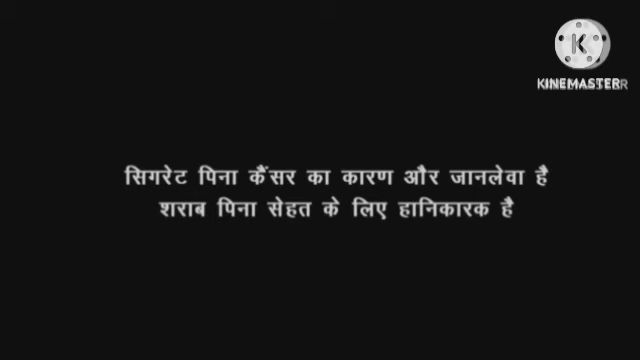 KINEMASTER
सिगरेट पिना कैंसर का कारण और जानलेवा है
शराब पिना सेहत के लिए हानिकारक है